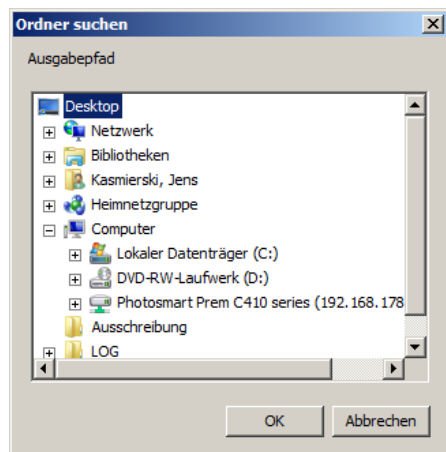 Ordner suchen
Ausgabepfad
Desktop
Netzwerk
Bibliotheken
Kasmierski, Jens
Heimnetzgruppe
Computer
Lokaler Datenträger (C:)
DVD-RW-Laufwerk (D:)
Photosmart Prem C410 series (192.168.178
Ausschreibung
LOG
OK Abbrechen